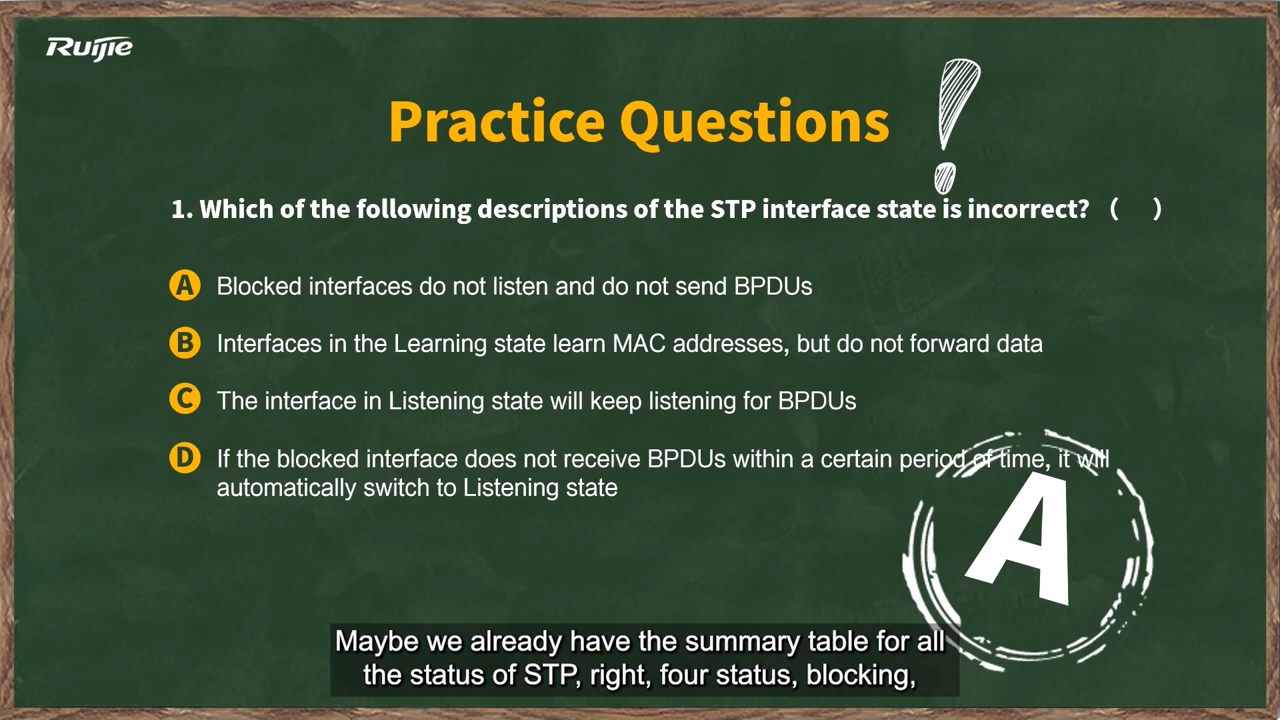 Ruijie
Practice Questions
1. Which of the following descriptions of the STP interface state is incorrect? ( )
A Blocked interfaces do not listen and do not send BPDUs
B Interfaces in the Learning state learn MAC addresses, but do not forward data
C The interface in Listening state will keep listening for BPDUs
D If the blocked interface does not receive BPDUs within a certain period of time, it will
automatically switch to Listening state
A
Maybe we already have the summary table for all
the status of STP, right, four status, blocking,